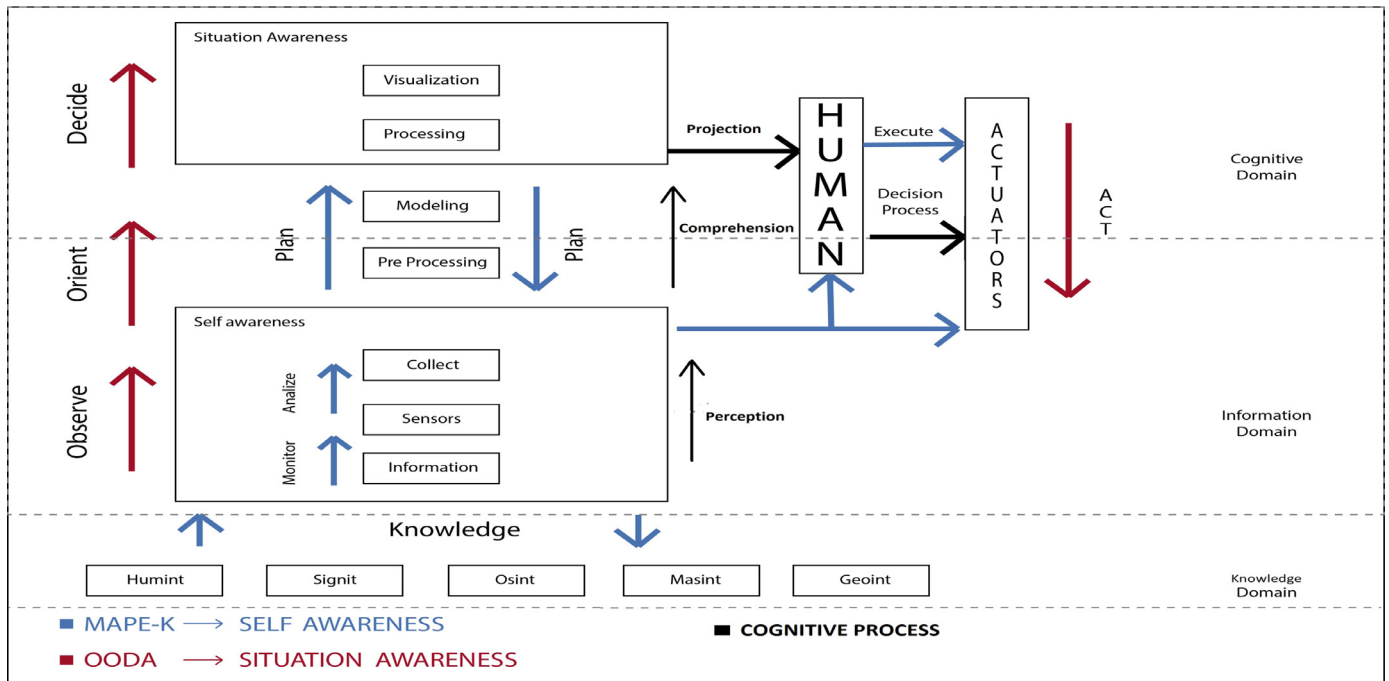 Situation Awareness
Visualization
Processing
Decide
Projection
HUMAN
Execute
Decision
Process
ACTUATORS
ACT
Cognitive
Domain
Modeling
Pre Processing
Plan
Plan
Comprehension
Orient
Self awareness
Collect
Sensors
Information
Analize
Monitor
Observe
Perception
Information
Domain
Knowledge
Humint
Signit
Osint
Masint
Geoint
Knowledge
Domain
MAPE-K → SELF AWARENESS
COGNITIVE PROCESS
OODA → SITUATION AWARENESS